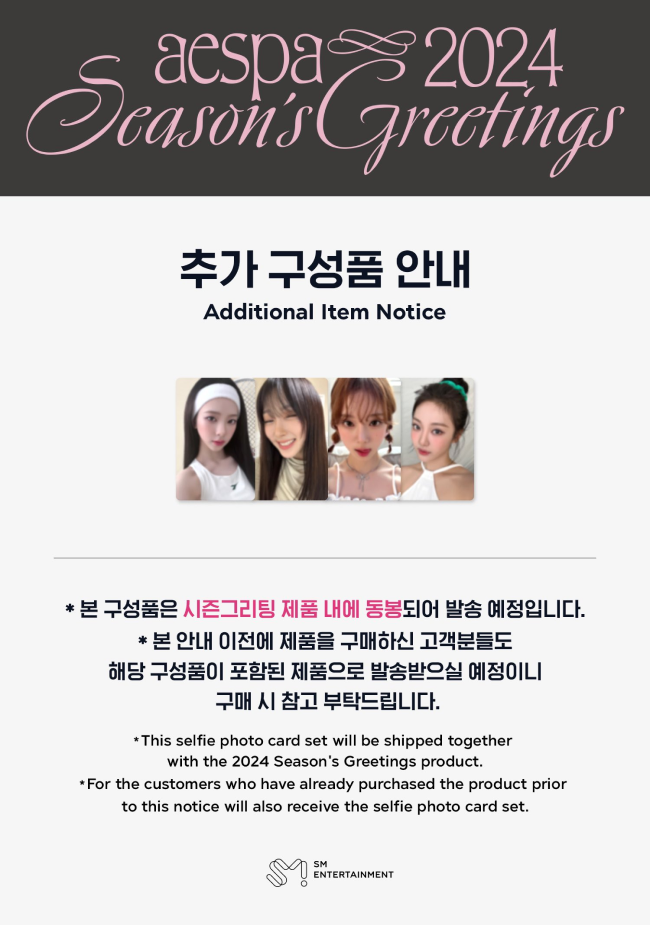 aespa 2024
Season's Greetings
추가 구성품 안내
Additional Item Notice
* 본 구성품은 시즌그리팅 제품 내에 동봉되어 발송 예정입니다.
* 본 안내 이전에 제품을 구매하신 고객분들도
해당 구성품이 포함된 제품으로 발송받으실 예정이니
구매 시 참고 부탁드립니다.
*This selfie photo card set will be shipped together
with the 2024 Season's Greetings product.
*For the customers who have already purchased the product prior
to this notice will also receive the selfie photo card set.
SM
ENTERTAINMENT